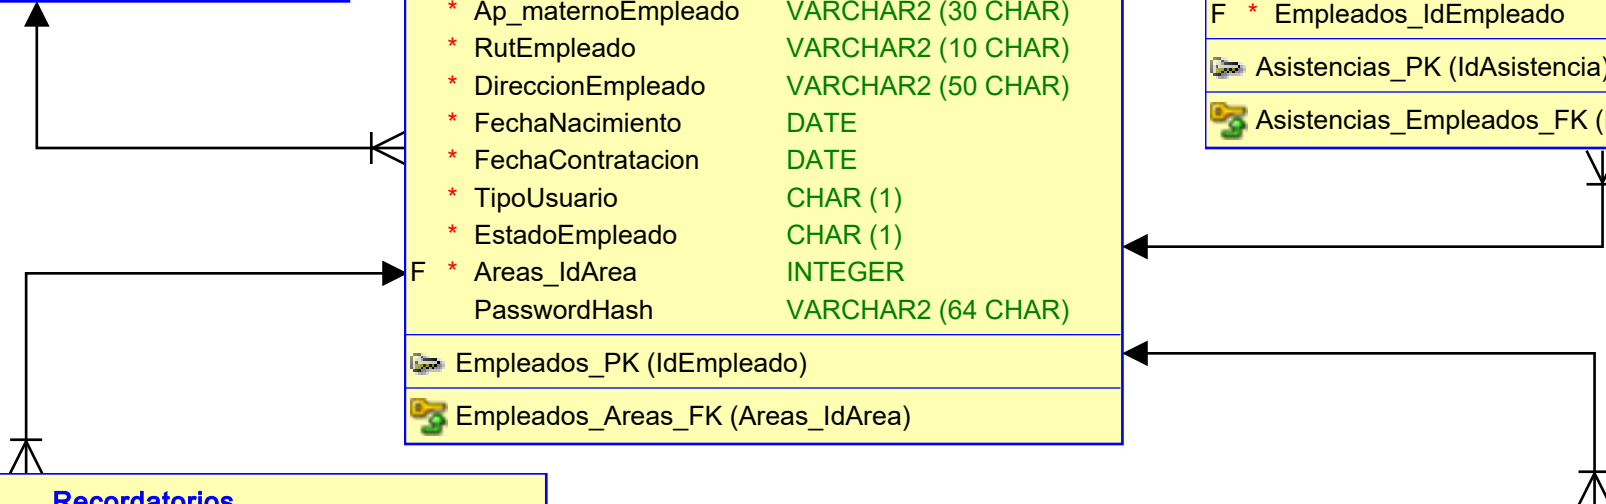 * Ap_maternoEmpleado VARCHAR2 (30 CHAR)
* RutEmpleado VARCHAR2 (10 CHAR)
* DireccionEmpleado VARCHAR2 (50 CHAR)
* FechaNacimiento DATE
* FechaContratacion DATE
* TipoUsuario CHAR (1)
* EstadoEmpleado CHAR (1)
F * Areas_IdArea INTEGER
PasswordHash VARCHAR2 (64 CHAR)
Empleados_PK (IdEmpleado)
Empleados_Areas_FK (Areas_IdArea)
F * Empleados_IdEmpleado
Asistencias_PK (IdAsistencia)
Asistencias_Empleados_FK (
Recordatorios